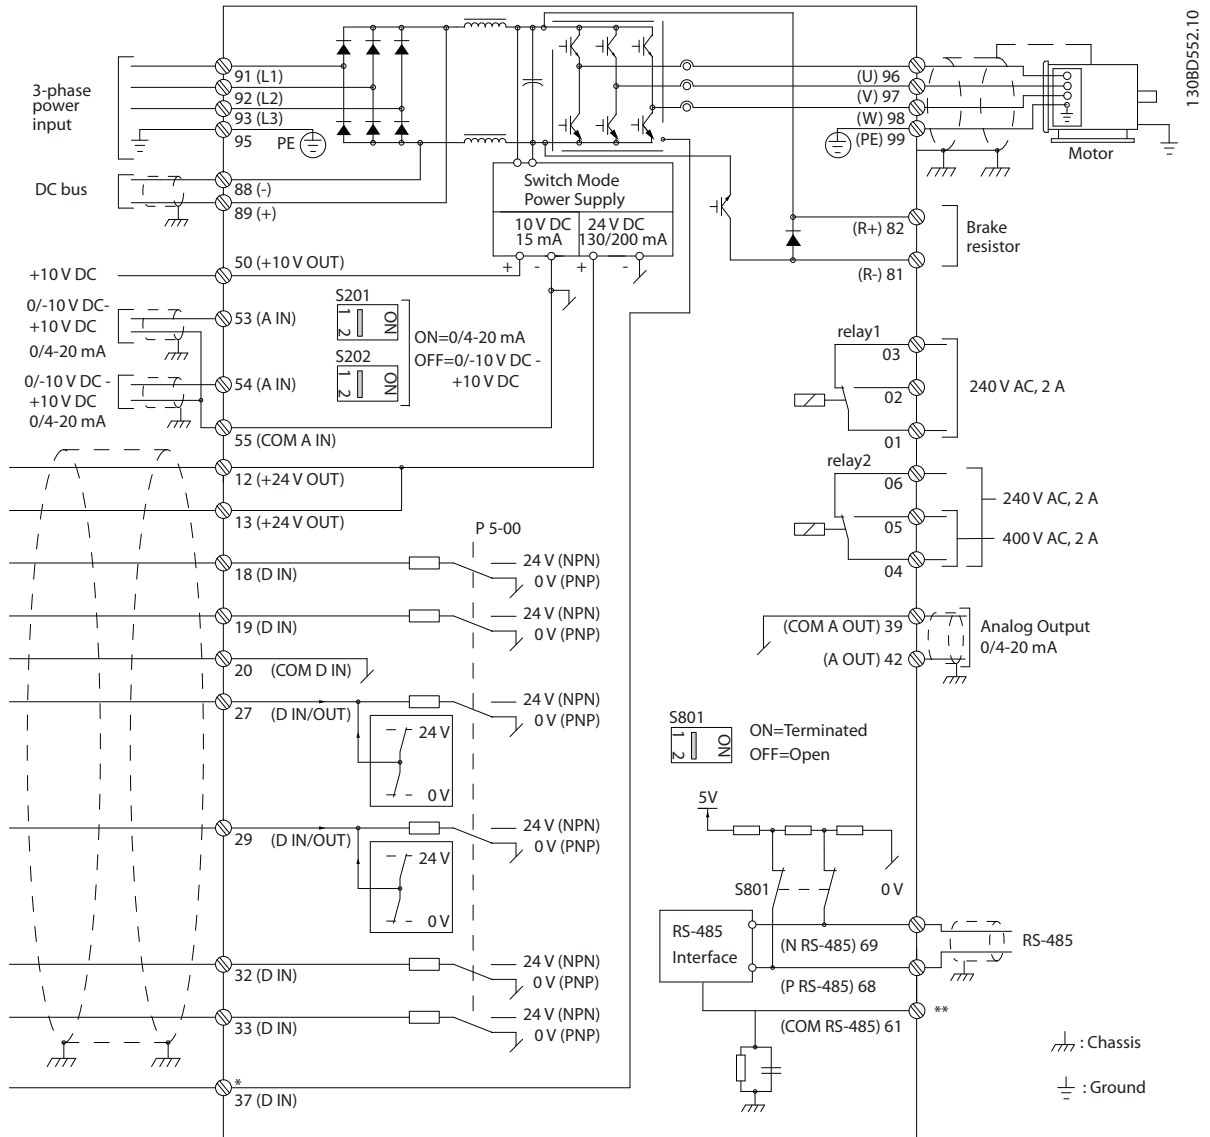 130BD552.10
3-phase
power
input
91 (L1)
92 (L2)
93 (L3)
95
PE
DC bus
88 (-)
89 (+)
+10 V DC
50 (+10 V OUT)
0/-10 V DC-
+10 V DC
0/4-20 mA
53 (A IN)
0/-10 V DC -
+10 V DC
0/4-20 mA
54 (A IN)
55 (COM A IN)
12 (+24 V OUT)
13 (+24 V OUT)
18 (D IN)
19 (D IN)
20 (COM D IN)
27 (D IN/OUT)
24 V
0 V
29 (D IN/OUT)
24 V
0 V
32 (D IN)
33 (D IN)
*
37 (D IN)
Switch Mode
Power Supply
10 V DC
15 mA
24 V DC
130/200 mA
+ - + -
S201
1 2 ON
S202
1 2 ON
ON=0/4-20 mA
OFF=0/-10 V DC -
+10 V DC
P 5-00
24 V (NPN)
0 V (PNP)
24 V (NPN)
0 V (PNP)
24 V (NPN)
0 V (PNP)
24 V (NPN)
0 V (PNP)
24 V (NPN)
0 V (PNP)
24 V (NPN)
0 V (PNP)
(U) 96
(V) 97
(W) 98
(PE) 99
Motor
(R+) 82
(R-) 81
Brake
resistor
relay1
03
02
01
240 V AC, 2 A
relay2
06
05
04
240 V AC, 2 A
400 V AC, 2 A
(COM A OUT) 39
(A OUT) 42
Analog Output
0/4-20 mA
S801
1 2 ON
ON=Terminated
OFF=Open
5V
S801
0 V
RS-485
Interface
(N RS-485) 69
(P RS-485) 68
(COM RS-485) 61
RS-485
**
: Chassis
: Ground